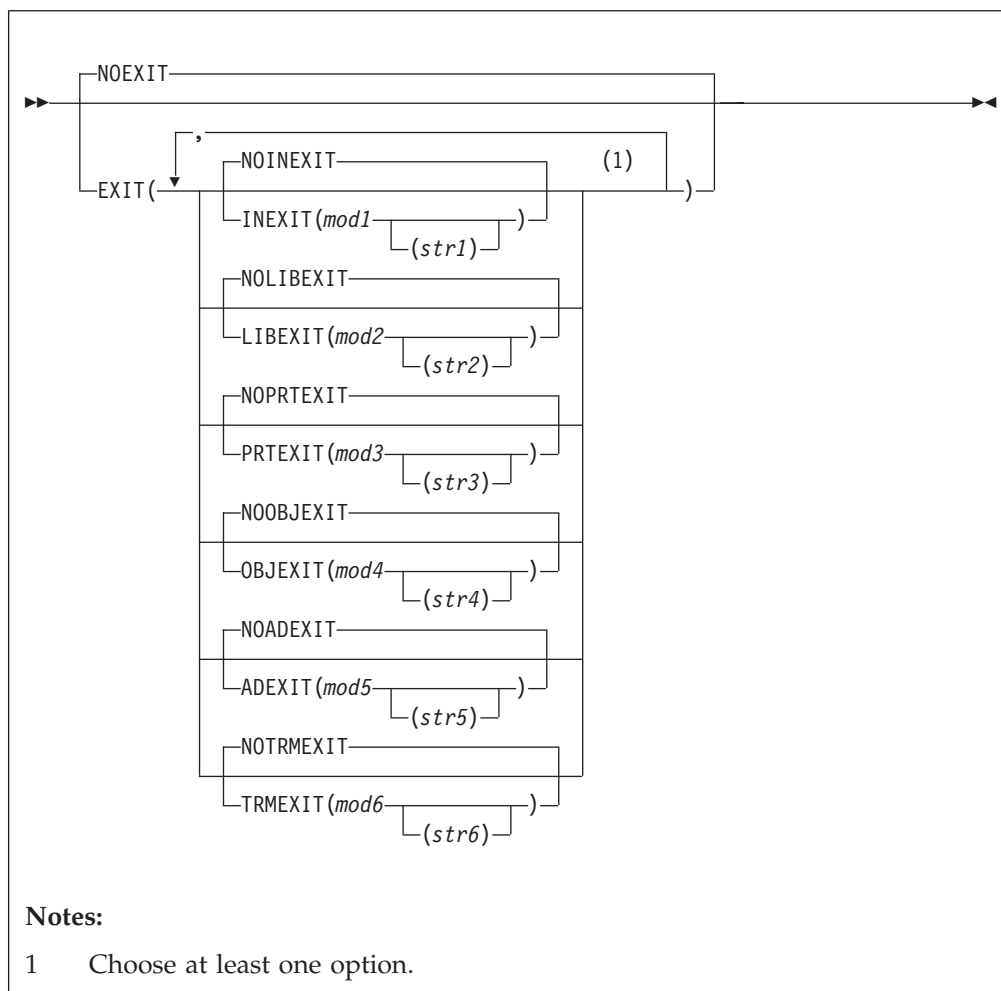 NOEXIT
,
NOINEXIT (1)
EXIT( )
INEXIT(mod1 )
(str1)
NOLIBEXIT
LIBEXIT(mod2 )
(str2)
NOPRTEXIT
PRTEXIT(mod3 )
(str3)
NOOBJEXIT
OBJEXIT(mod4 )
(str4)
NOADEXIT
ADEXIT(mod5 )
(str5)
NOTRMEXIT
TRMEXIT(mod6 )
(str6)
Notes:
1 Choose at least one option.